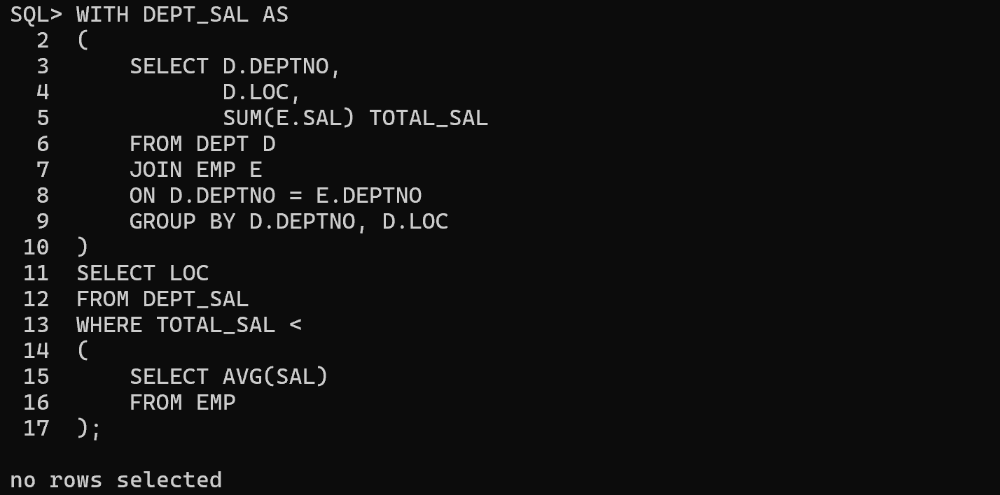 SQL> WITH DEPT_SAL AS
  2  (
  3      SELECT D.DEPTNO,
  4             D.LOC,
  5             SUM(E.SAL) TOTAL_SAL
  6      FROM DEPT D
  7      JOIN EMP E
  8      ON D.DEPTNO = E.DEPTNO
  9      GROUP BY D.DEPTNO, D.LOC
 10  )
 11  SELECT LOC
 12  FROM DEPT_SAL
 13  WHERE TOTAL_SAL <
 14  (
 15      SELECT AVG(SAL)
 16      FROM EMP
 17  );

no rows selected